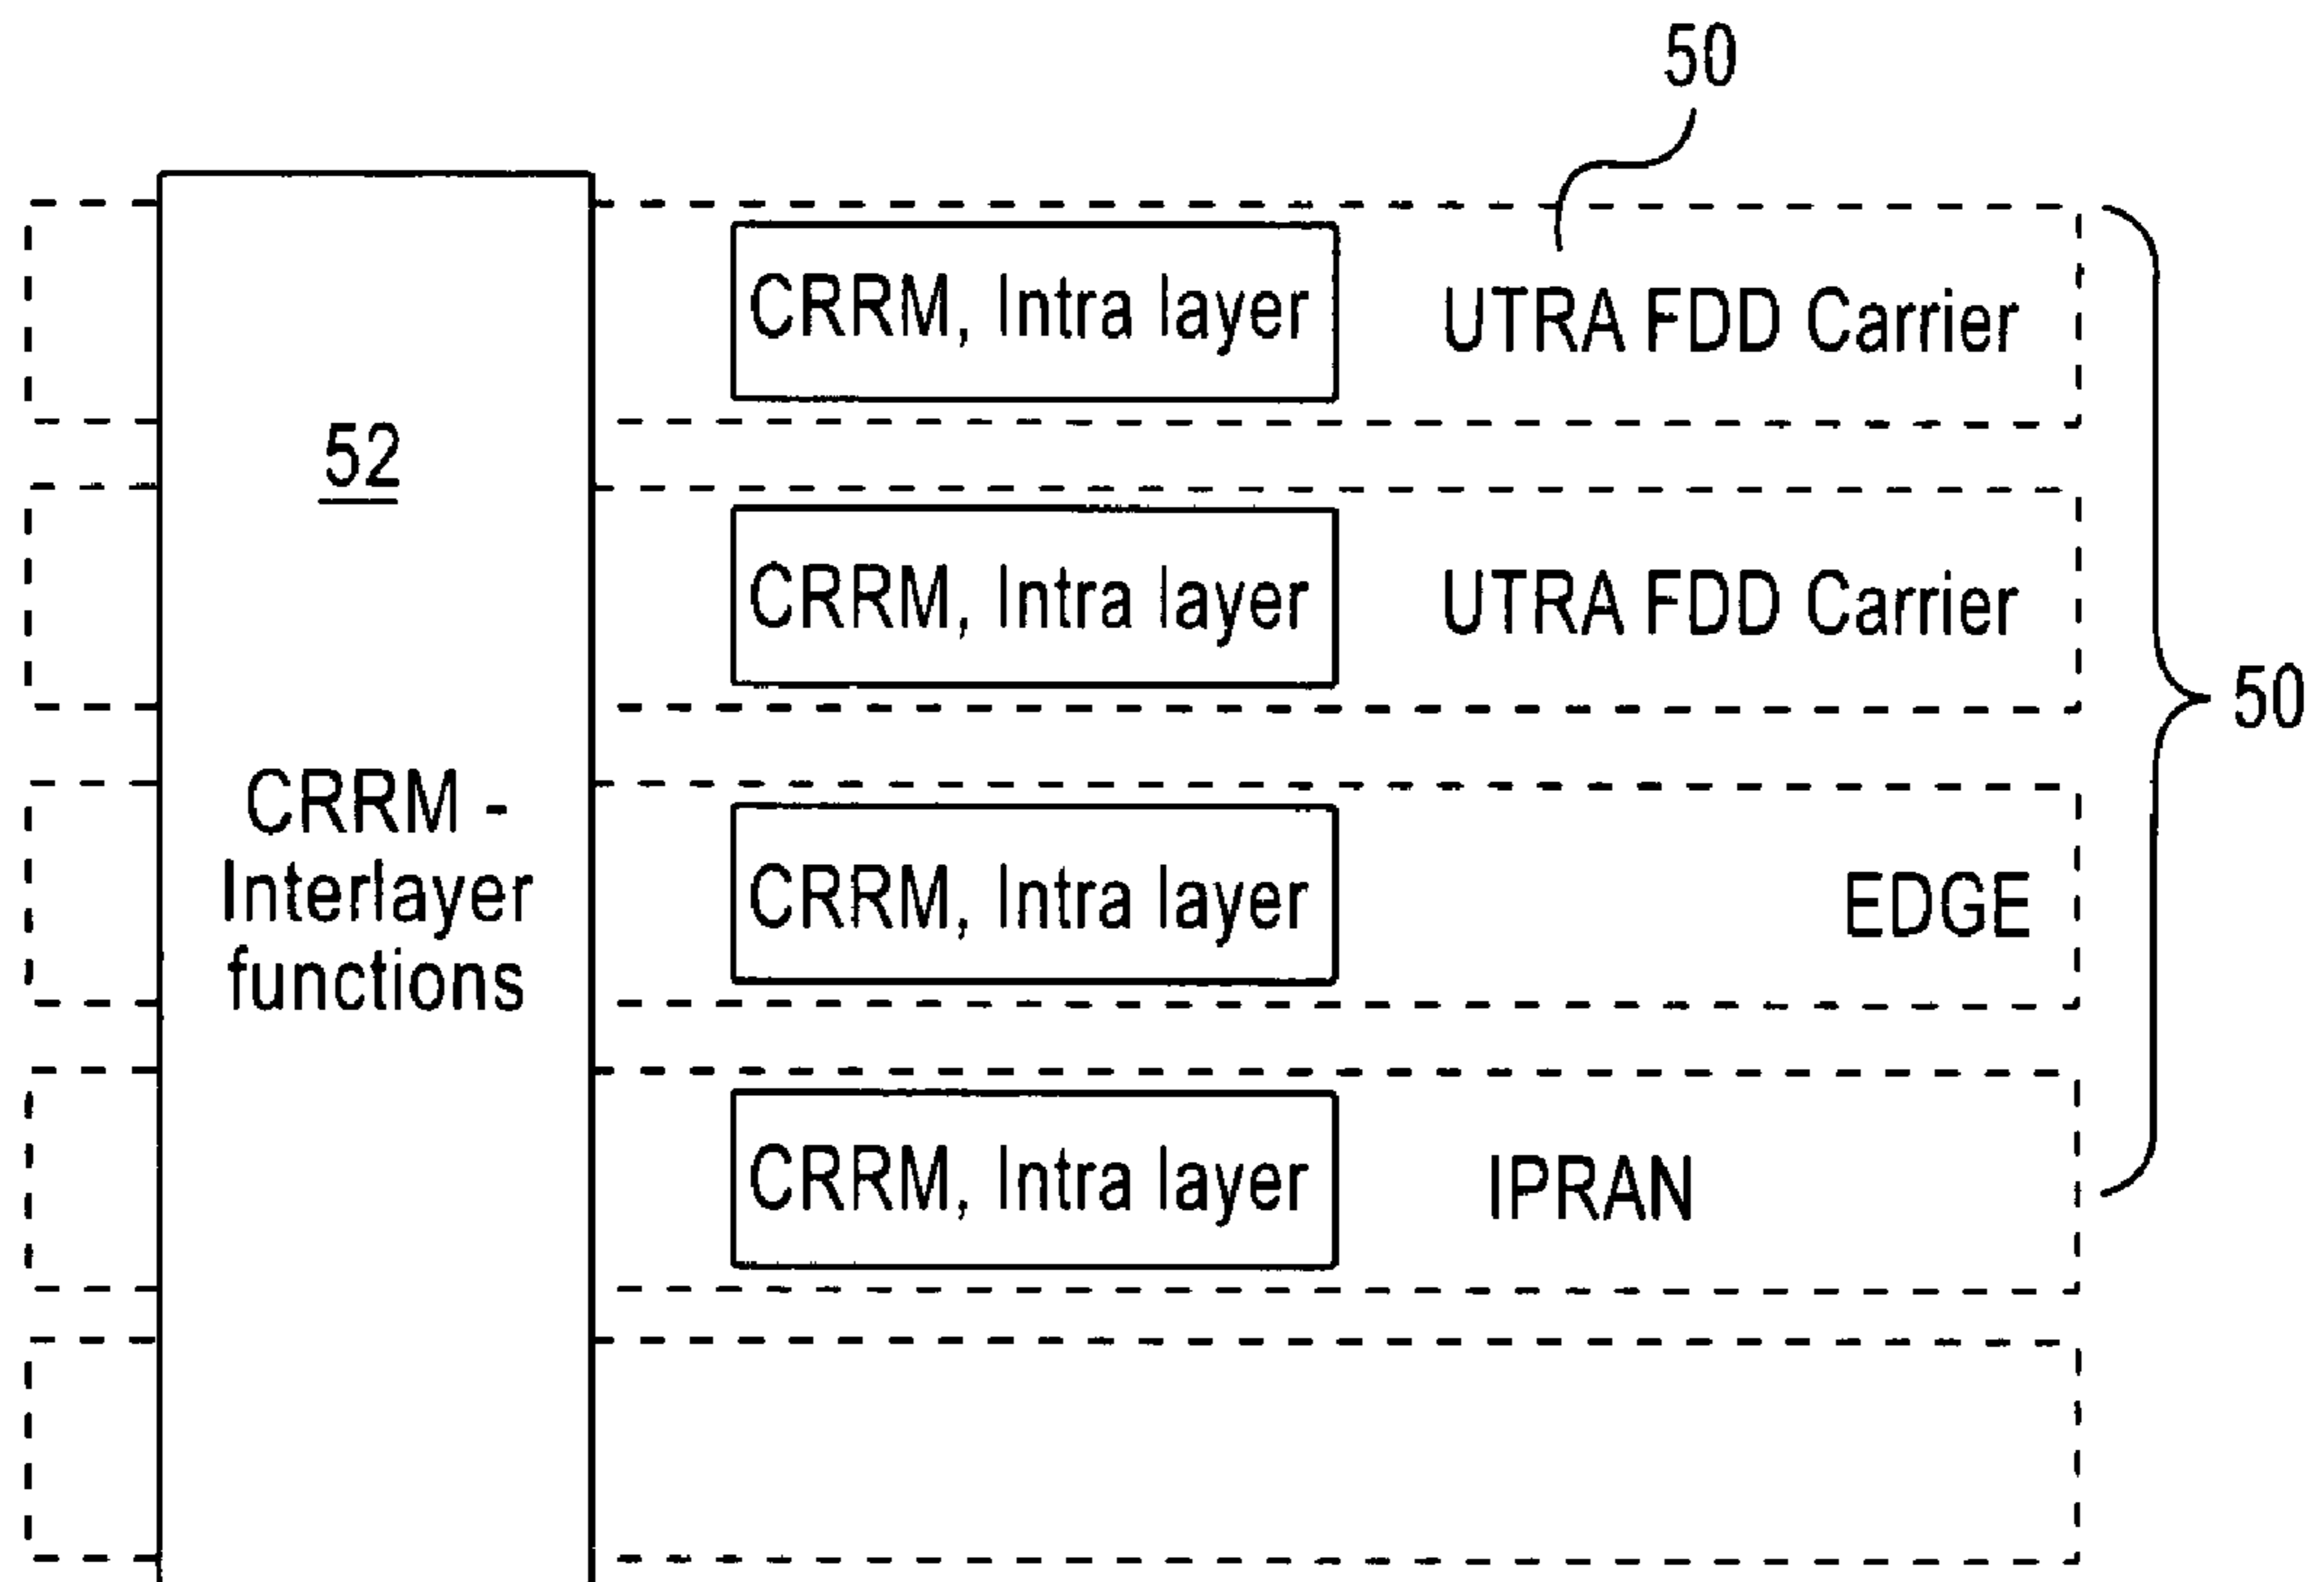 50
CRRM, Intra layer
UTRA FDD Carrier
52
CRRM, Intra layer
UTRA FDD Carrier
50
CRRM -
Interlayer
functions
CRRM, Intra layer
EDGE
CRRM, Intra layer
IPRAN